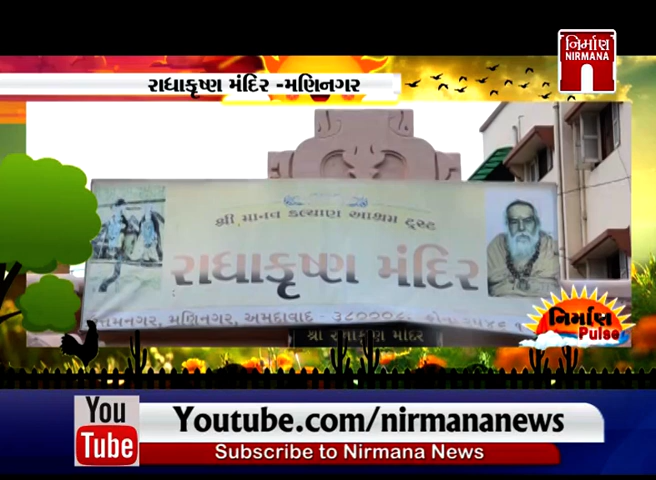 નિર્માણ
NIRMANA
રાધાકૃષ્ણ મંદિર -મણિનગર
શ્રી માનવ કલ્યાણ આશ્રમ ટ્રસ્ટ
રાધાકૃષ્ણ મંદિર
મણિનગર, અમદાવાદ - ૩૮૦૦૦૮.
નિર્માણ
Pulse
You
Tube
Youtube.com/nirmananews
Subscribe to Nirmana News